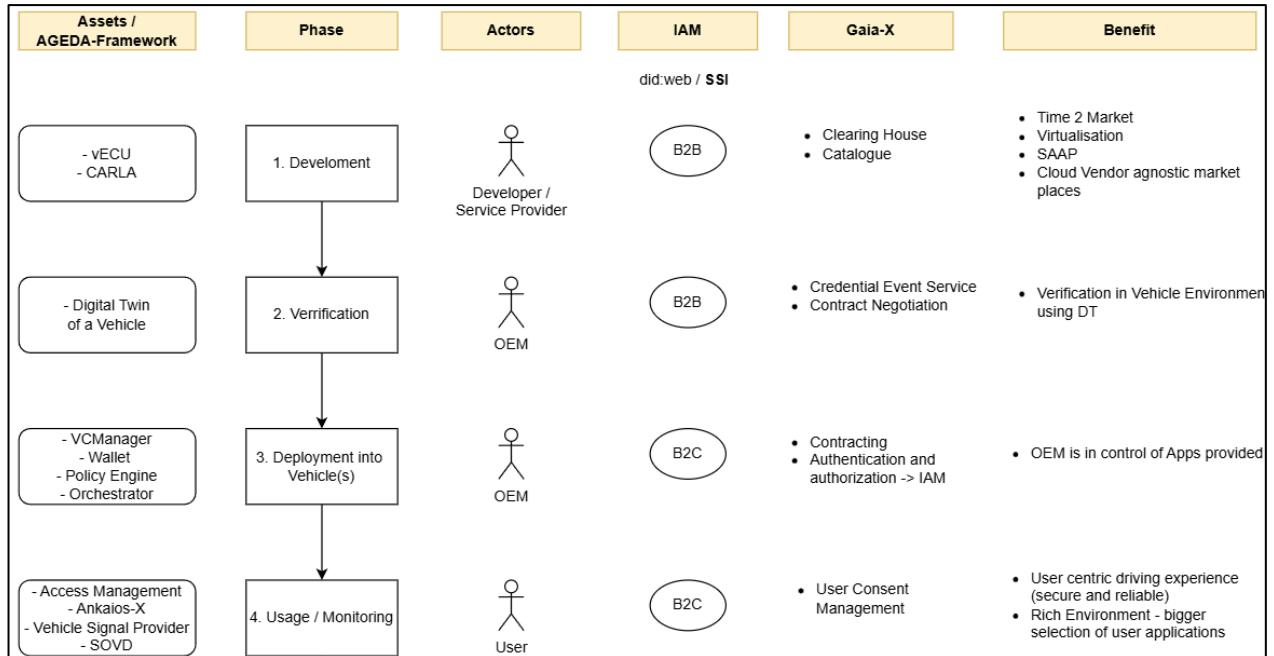 Assets /
AGEDA-Framework
Phase
Actors
IAM
Gaia-X
Benefit
did:web / SSI
- vECU
- CARLA
1. Develoment
Developer /
Service Provider
B2B
• Clearing House
• Catalogue
• Time 2 Market
• Virtualisation
• SAAP
• Cloud Vendor agnostic market
places
- Digital Twin
of a Vehicle
2. Verrification
OEM
B2B
• Credential Event Service
• Contract Negotiation
• Verification in Vehicle Environmen
using DT
- VCManager
- Wallet
- Policy Engine
- Orchestrator
3. Deployment into
Vehicle(s)
OEM
B2C
• Contracting
• Authentication and
authorization -> IAM
• OEM is in control of Apps provided
- Access Management
- Ankaios-X
- Vehicle Signal Provider
- SOVD
4. Usage / Monitoring
User
B2C
• User Consent
Management
• User centric driving experience
(secure and reliable)
• Rich Environment - bigger
selection of user applications